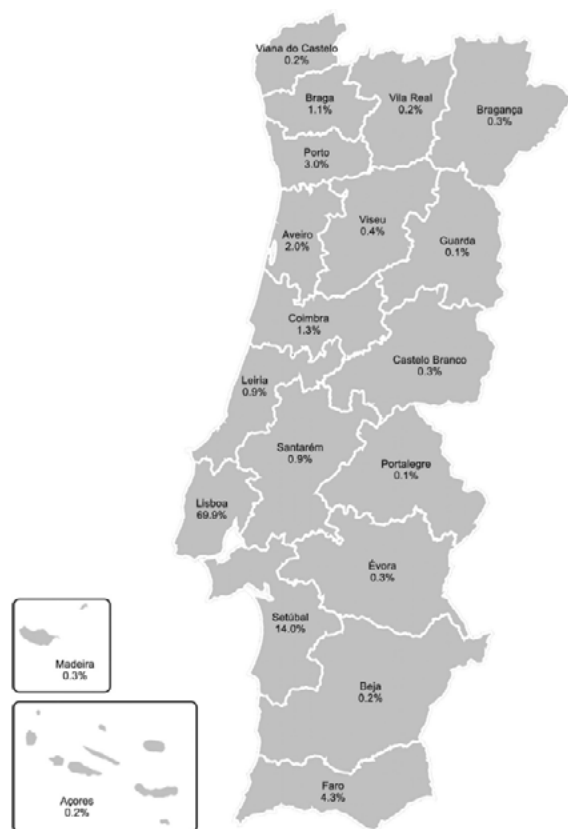 Viana do Castelo
0.2%
Braga
1.1%
Vila Real
0.2%
Bragança
0.3%
Porto
3.0%
Aveiro
2.0%
Viseu
0.4%
Guarda
0.1%
Coimbra
1.3%
Castelo Branco
0.3%
Leiria
0.9%
Santarém
0.9%
Portalegre
0.1%
Lisboa
69.9%
Évora
0.3%
Setúbal
14.0%
Madeira
0.3%
Beja
0.2%
Faro
4.3%
Açores
0.2%